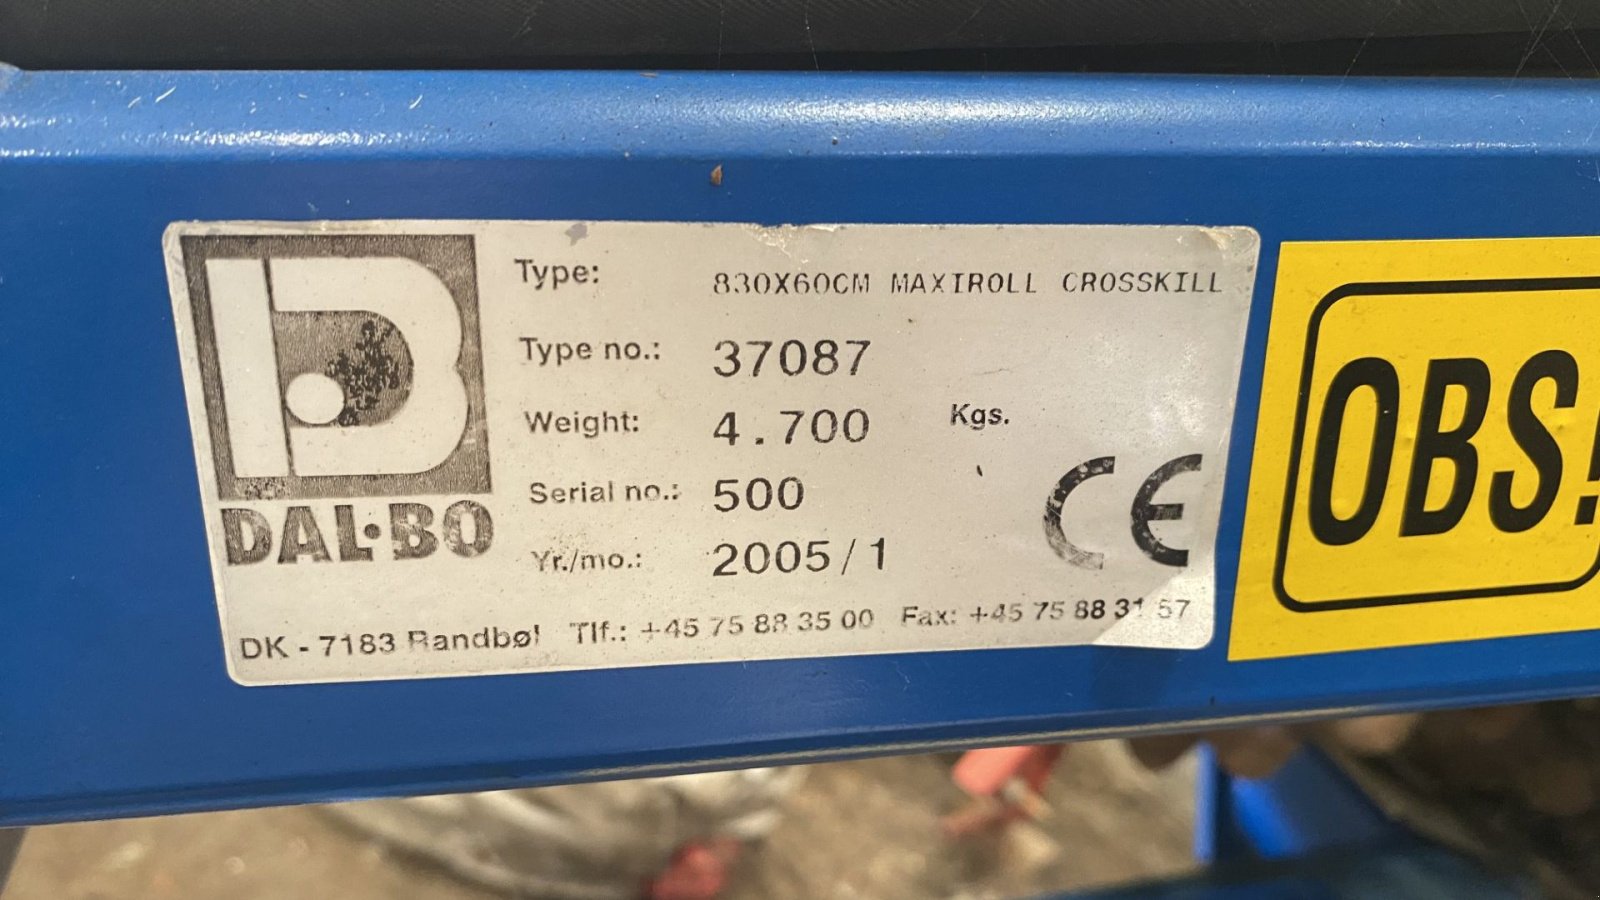 Type: 830X60CM MAXIROLL CROSSKILL
Type no.: 37087
Weight: 4.700 Kgs.
Serial no.: 500
Yr./mo.: 2005/1
DAL·BO
CE
DK - 7183 Randbøl Tlf.: +45 75 88 35 00 Fax: +45 75 88 31 57
OBS!